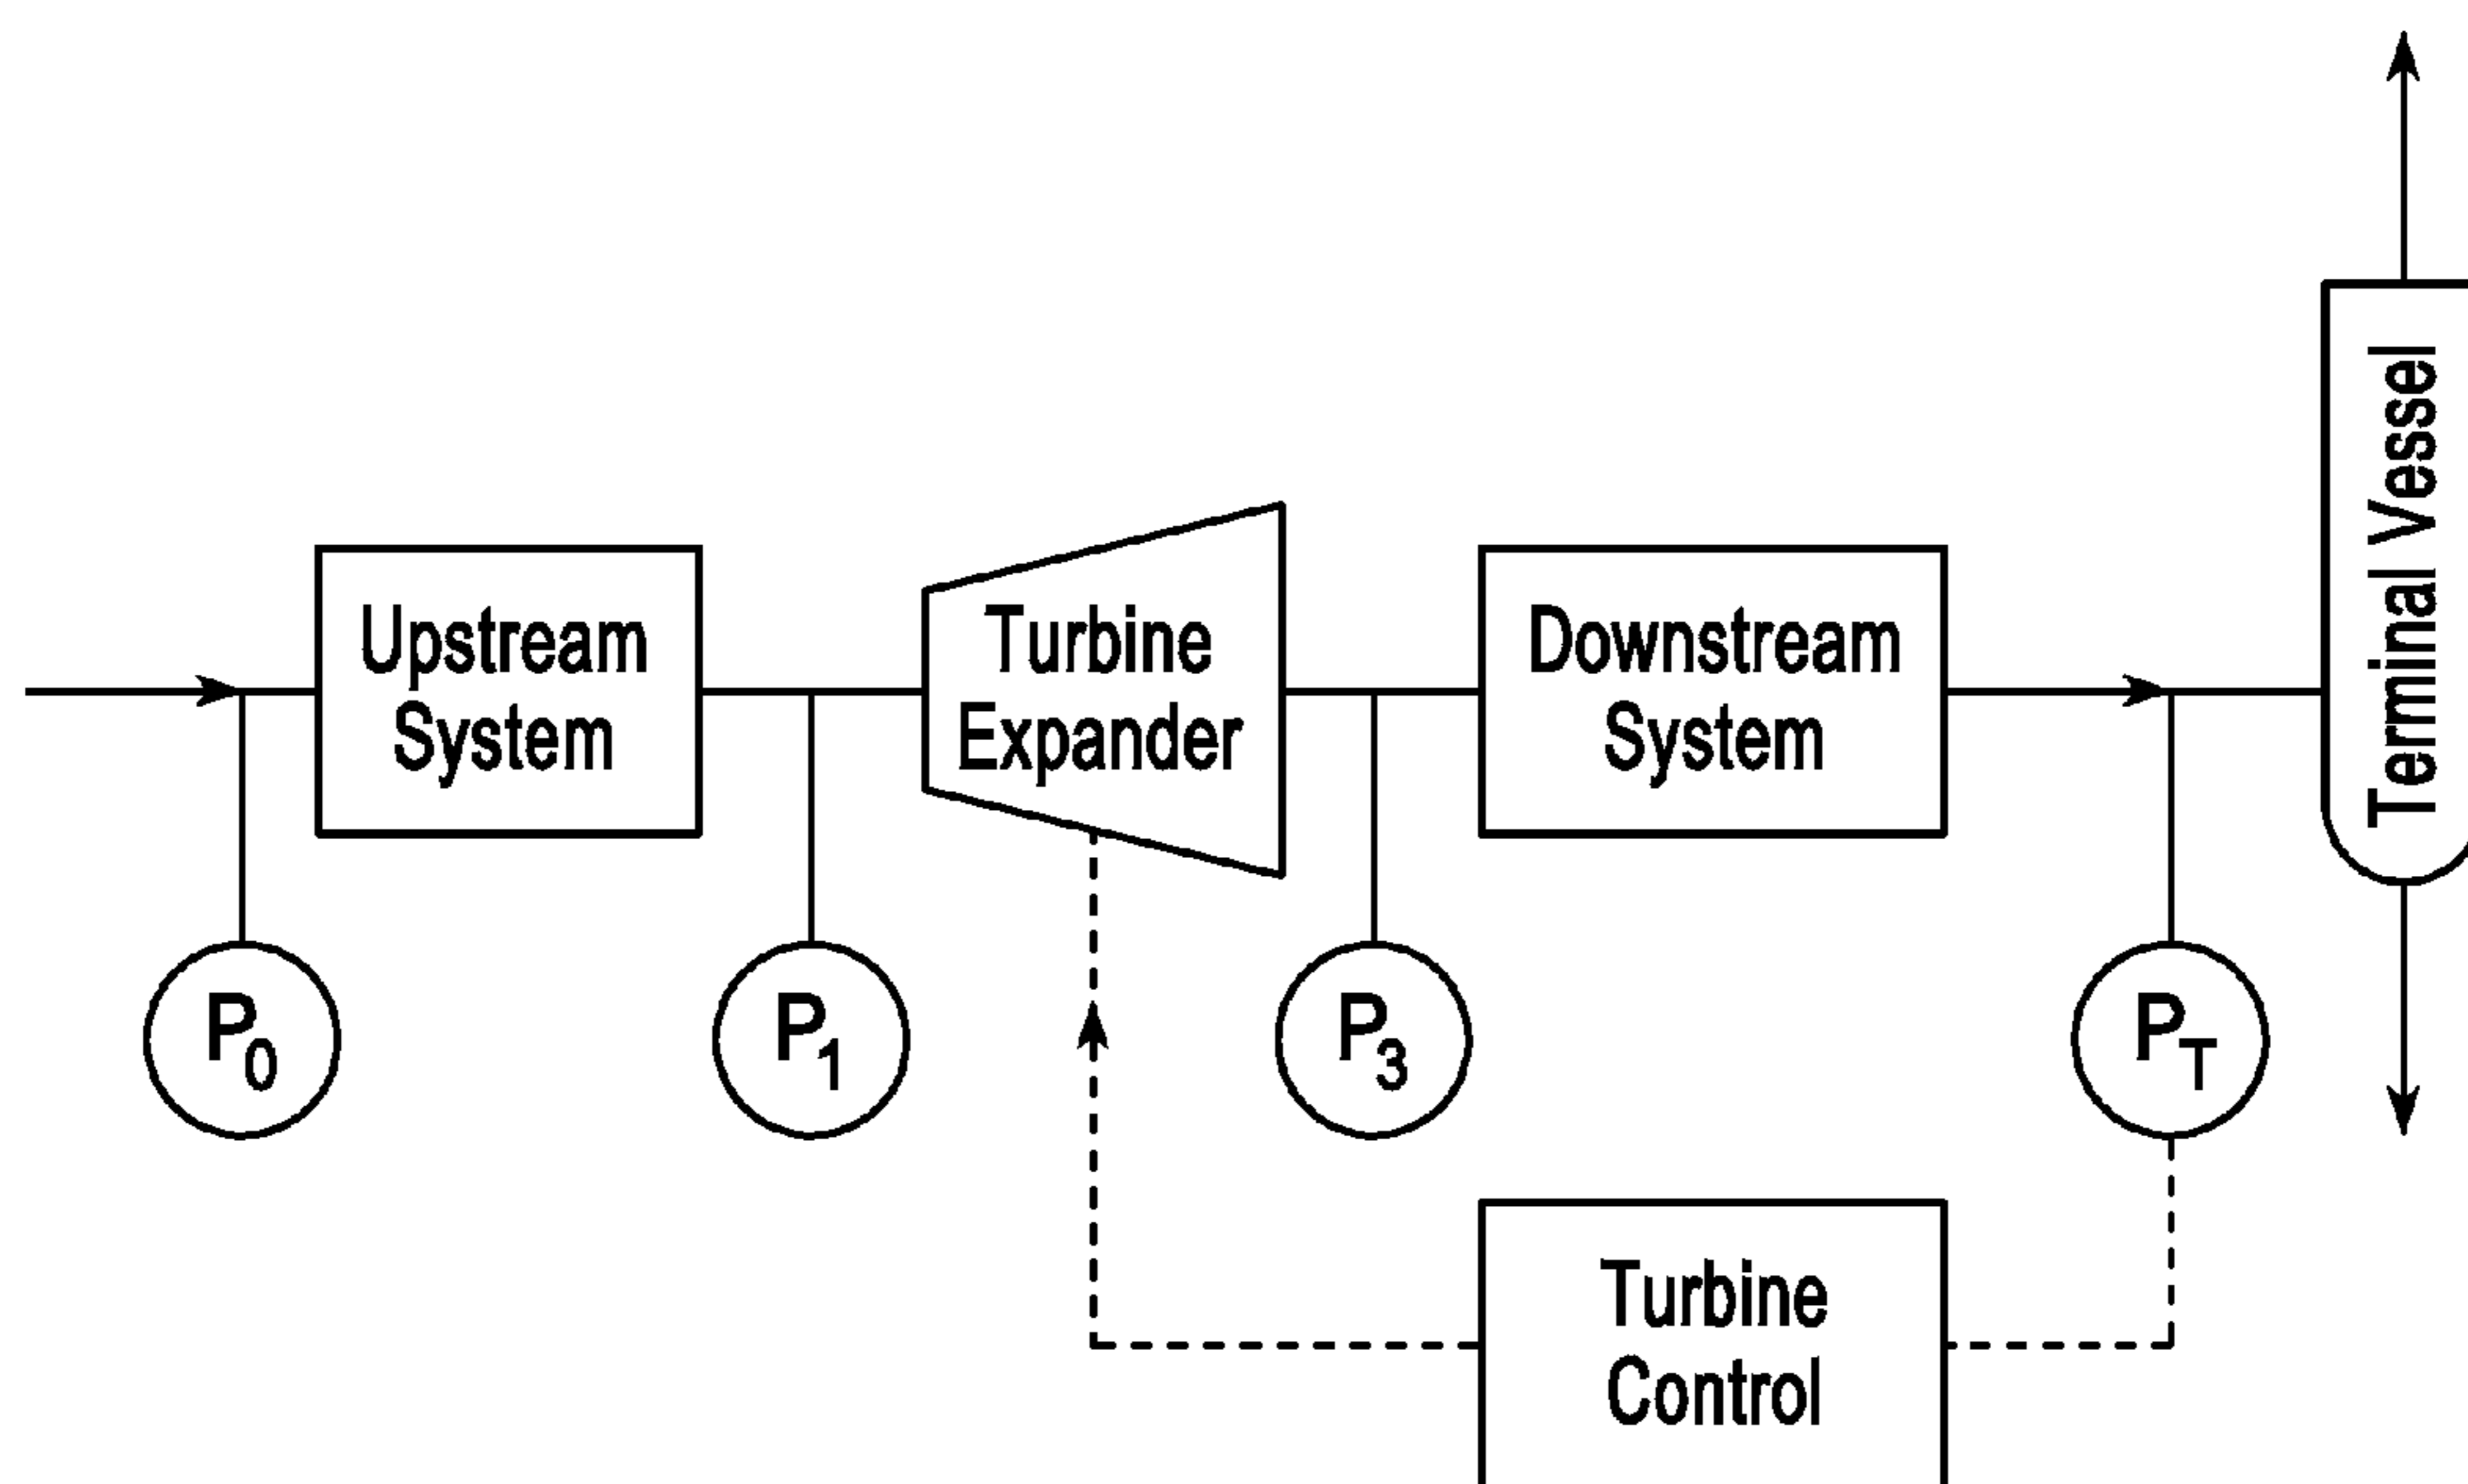 Upstream
System
Turbine
Expander
Downstream
System
Terminal Vessel
P0
P1
P3
PT
Turbine
Control